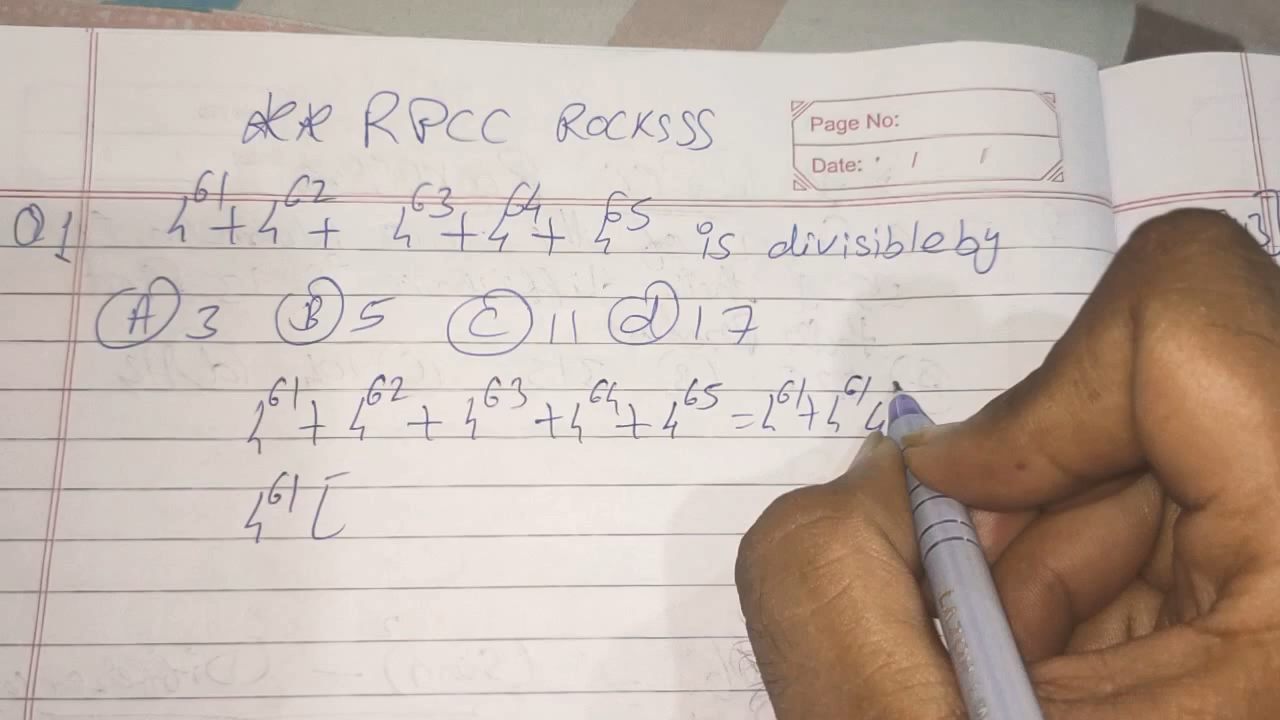 ** RPCC ROCKSSS
Page No:
Date: / /
Q1 4^61 + 4^62 + 4^63 + 4^64 + 4^65 is divisible by
(A) 3 (B) 5 (C) 11 (d) 17
4^61 + 4^62 + 4^63 + 4^64 + 4^65 = 4^61 + 4^61 4
4^61 [